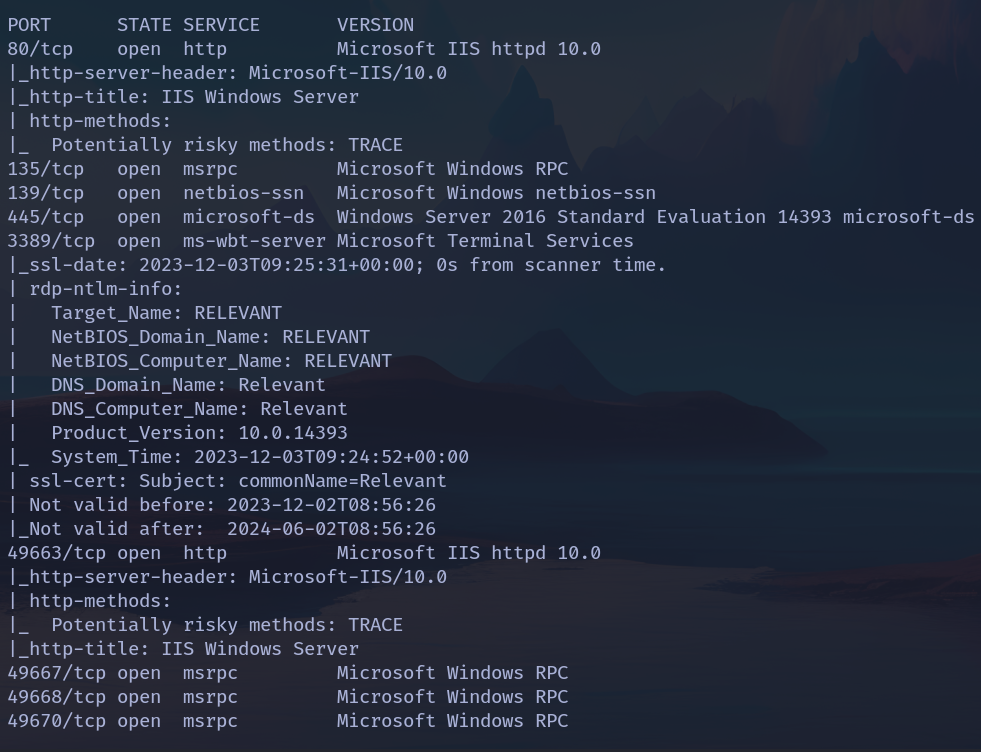 PORT      STATE SERVICE       VERSION
80/tcp    open  http          Microsoft IIS httpd 10.0
|_http-server-header: Microsoft-IIS/10.0
|_http-title: IIS Windows Server
| http-methods:
|_  Potentially risky methods: TRACE
135/tcp   open  msrpc         Microsoft Windows RPC
139/tcp   open  netbios-ssn   Microsoft Windows netbios-ssn
445/tcp   open  microsoft-ds  Windows Server 2016 Standard Evaluation 14393 microsoft-ds
3389/tcp  open  ms-wbt-server Microsoft Terminal Services
|_ssl-date: 2023-12-03T09:25:31+00:00; 0s from scanner time.
| rdp-ntlm-info:
|   Target_Name: RELEVANT
|   NetBIOS_Domain_Name: RELEVANT
|   NetBIOS_Computer_Name: RELEVANT
|   DNS_Domain_Name: Relevant
|   DNS_Computer_Name: Relevant
|   Product_Version: 10.0.14393
|_  System_Time: 2023-12-03T09:24:52+00:00
| ssl-cert: Subject: commonName=Relevant
| Not valid before: 2023-12-02T08:56:26
|_Not valid after:  2024-06-02T08:56:26
49663/tcp open  http          Microsoft IIS httpd 10.0
|_http-server-header: Microsoft-IIS/10.0
| http-methods:
|_  Potentially risky methods: TRACE
|_http-title: IIS Windows Server
49667/tcp open  msrpc         Microsoft Windows RPC
49668/tcp open  msrpc         Microsoft Windows RPC
49670/tcp open  msrpc         Microsoft Windows RPC